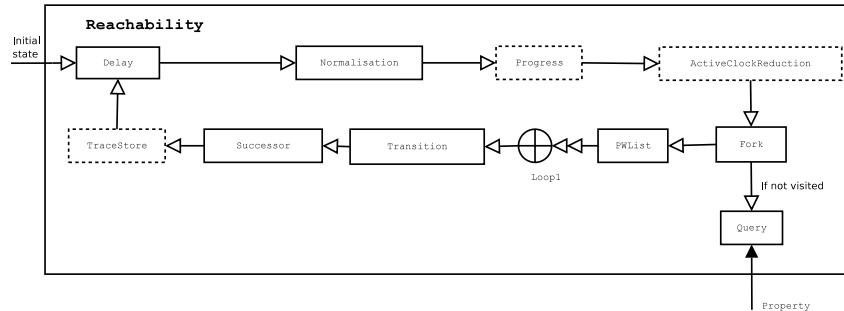 Reachability
Initial
state
Delay
Normalisation
Progress
ActiveClockReduction
TraceStore
Successor
Transition
Loop1
PWList
Fork
If not visited
Query
Property